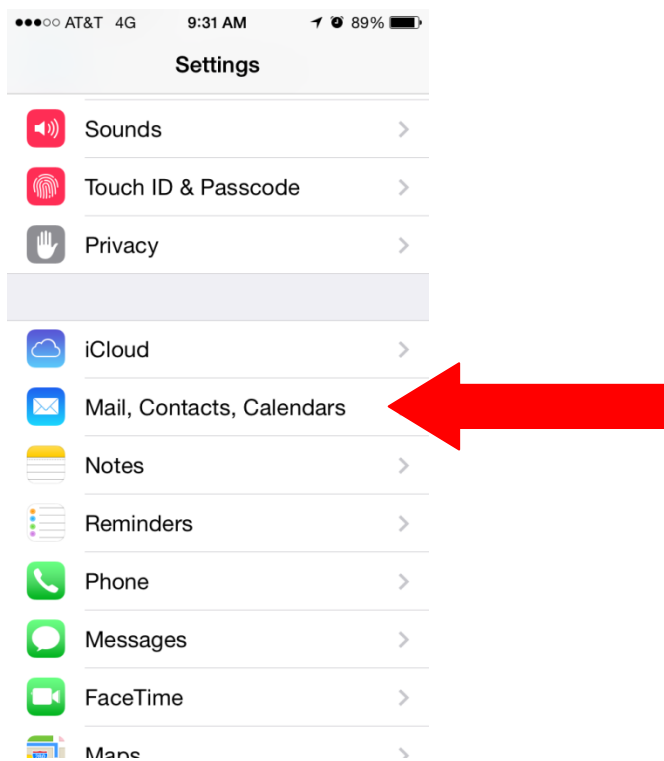 AT&T 4G 9:31 AM 89%
Settings
Sounds
Touch ID & Passcode
Privacy
iCloud
Mail, Contacts, Calendars
Notes
Reminders
Phone
Messages
FaceTime
Maps